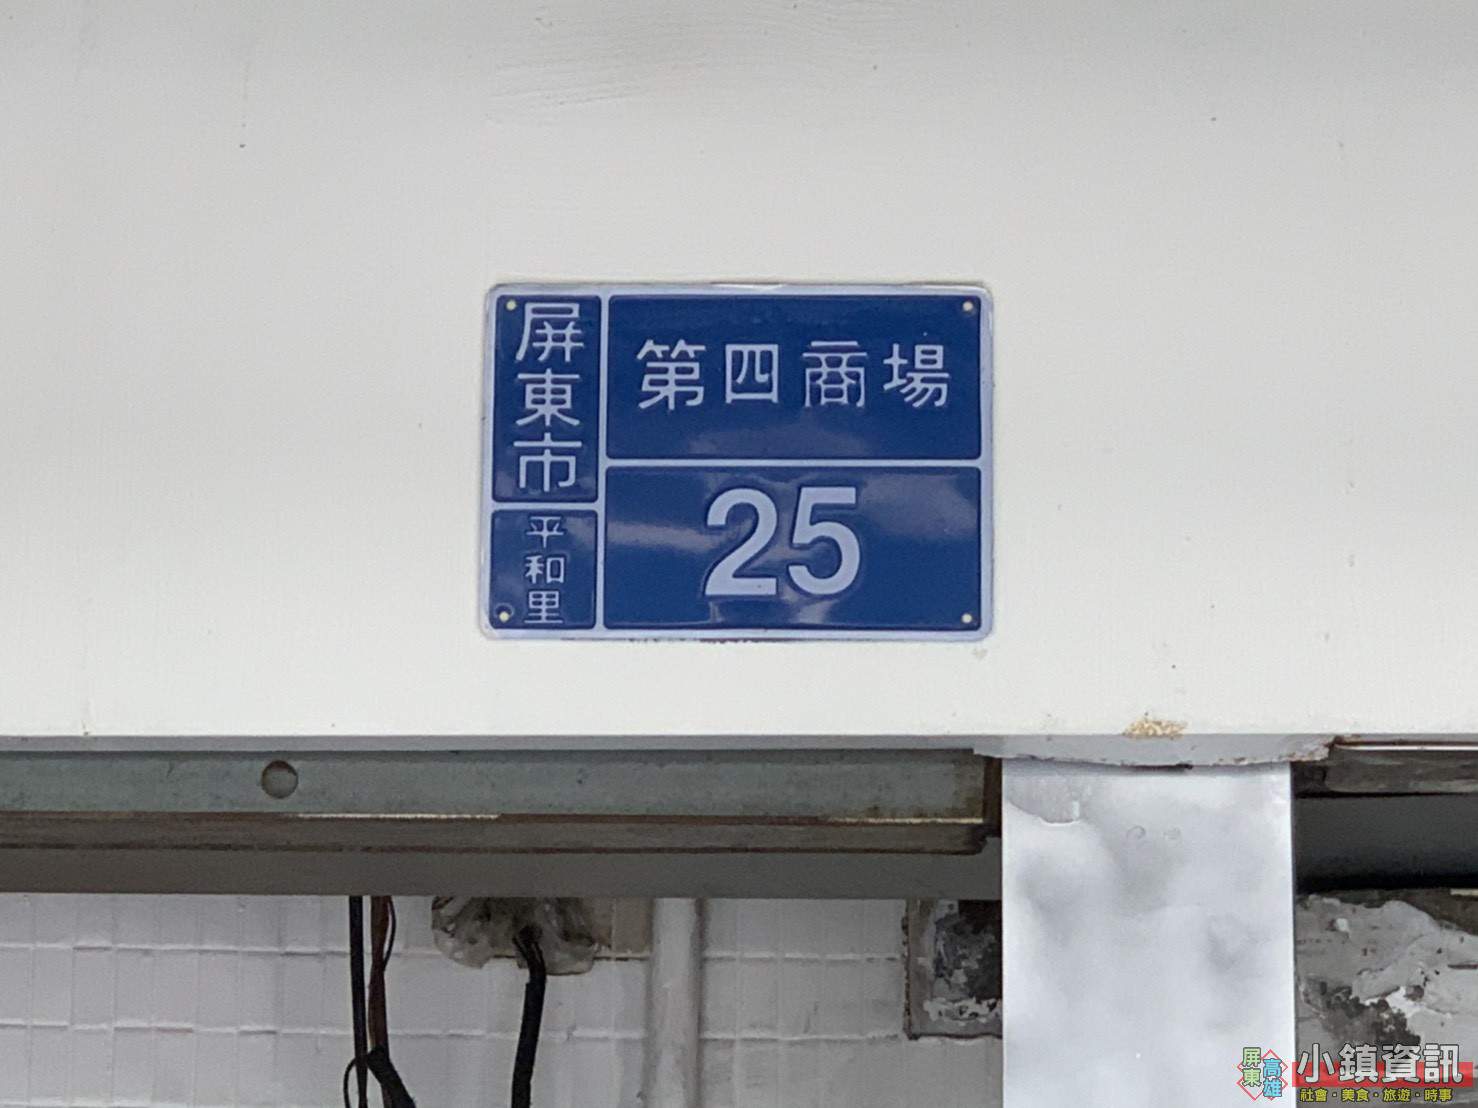 屏東市
平和里
第四商場
25
屏東
高雄
小鎮資訊
社會・美食・旅遊・時事